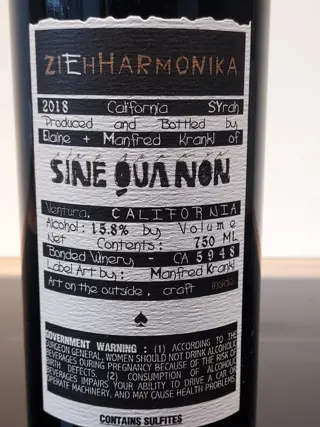 ZIEHHARMONIKA
2018 California SYrah
Produced and Bottled by
Elaine + Manfred Krankl of
SINE QUA NON
Ventura, CALIFORNIA
Alcohol: 15.8% by Volume
Net Contents: 750 ML
Bonded Winery - CA 5948
Label Art by: Manfred Krankl
Art on the outside, craft inside
GOVERNMENT WARNING : (1) ACCORDING TO THE
SURGEON GENERAL, WOMEN SHOULD NOT DRINK ALCOHOLIC
BEVERAGES DURING PREGNANCY BECAUSE OF THE RISK
OF BIRTH DEFECTS. (2) CONSUMPTION OF ALCOHOLIC
BEVERAGES IMPAIRS YOUR ABILITY TO DRIVE A CAR OR
OPERATE MACHINERY, AND MAY CAUSE HEALTH PROBLEMS.
CONTAINS SULFITES